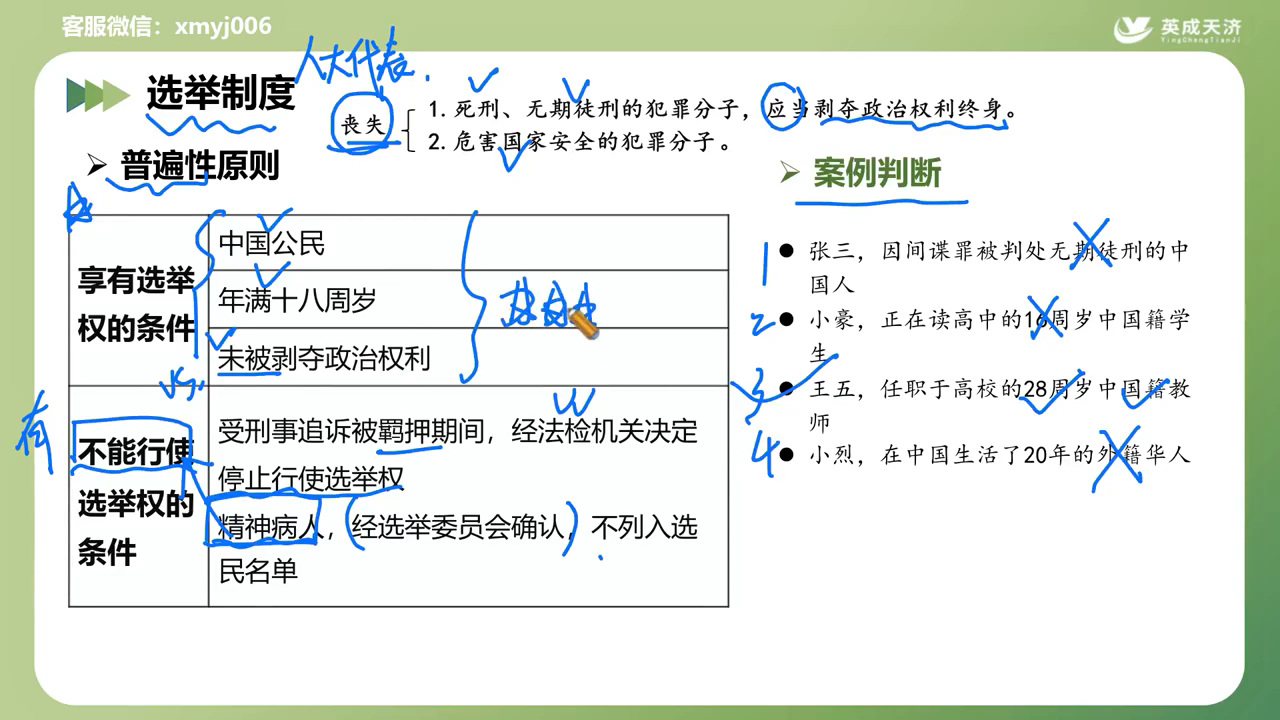 客服微信：xmyj006
英成天济
YingChengTianJi
人大代表.
选举制度
丧失
1. 死刑、无期徒刑的犯罪分子，应当剥夺政治权利终身。
2. 危害国家安全的犯罪分子。
普遍性原则
享有选举
权的条件
中国公民
年满十八周岁
未被剥夺政治权利
vs.
有
不能行使
选举权的
条件
受刑事追诉被羁押期间，经法检机关决定
停止行使选举权
精神病人，经选举委员会确认，不列入选
民名单
案例判断
1
张三，因间谍罪被判处无期徒刑的中
国人
2
小豪，正在读高中的16周岁中国籍学
生
3
王五，任职于高校的28周岁中国籍教
师
4
小烈，在中国生活了20年的外籍华人